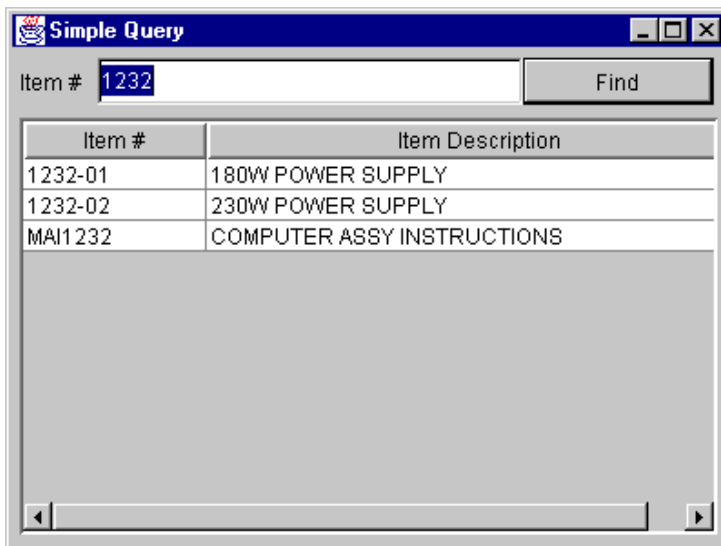 Simple Query
Item # 1232 Find
Item # Item Description
1232-01 180W POWER SUPPLY
1232-02 230W POWER SUPPLY
MAI1232 COMPUTER ASSY INSTRUCTIONS